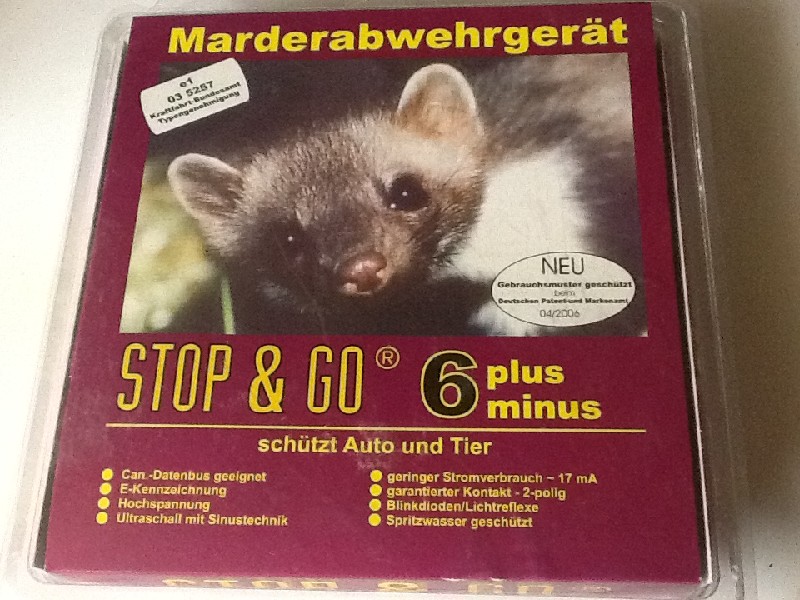 Marderabwehrgerät
e1
03 5257
Kraftfahrt-Bundesamt
Typengenehmigung
NEU
Gebrauchsmuster geschützt
beim
Deutschen Patent-und Markenamt
04/2006
STOP & GO® 6 plus
minus
schützt Auto und Tier
Can.-Datenbus geeignet
E-Kennzeichnung
Hochspannung
Ultraschall mit Sinustechnik
geringer Stromverbrauch ~ 17 mA
garantierter Kontakt - 2-polig
Blinkdioden/Lichtreflexe
Spritzwasser geschützt
STOP & GO®